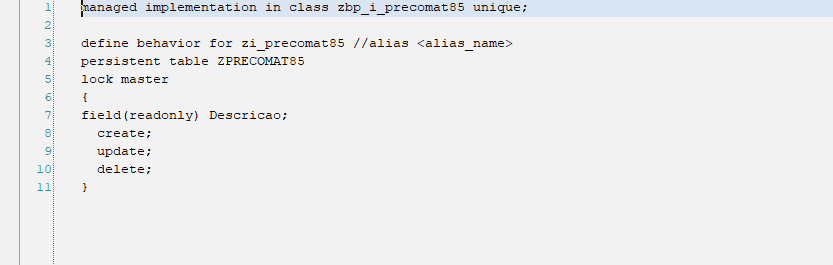 1 managed implementation in class zbp_i_precomat85 unique;
2
3 define behavior for zi_precomat85 //alias <alias_name>
4 persistent table ZPRECOMAT85
5 lock master
6 {
7 field(readonly) Descricao;
8 create;
9 update;
10 delete;
11 }